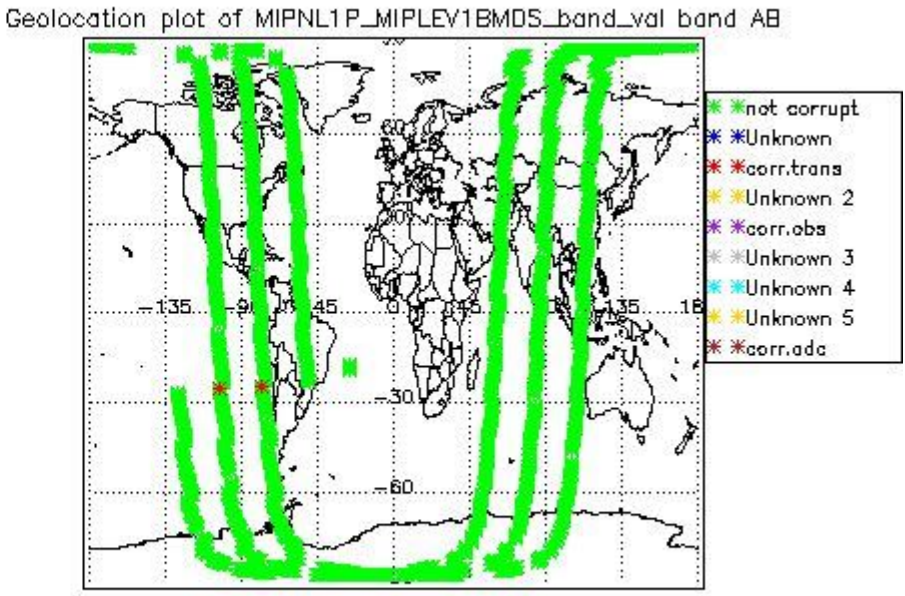 Geolocation plot of MIPNL1P_MIPLEV1BMDS_band_val band AB
not corrupt
Unknown
corr.trans
Unknown 2
corr.obs
Unknown 3
Unknown 4
Unknown 5
corr.adc
-135
45
0
45
135
-30
-60